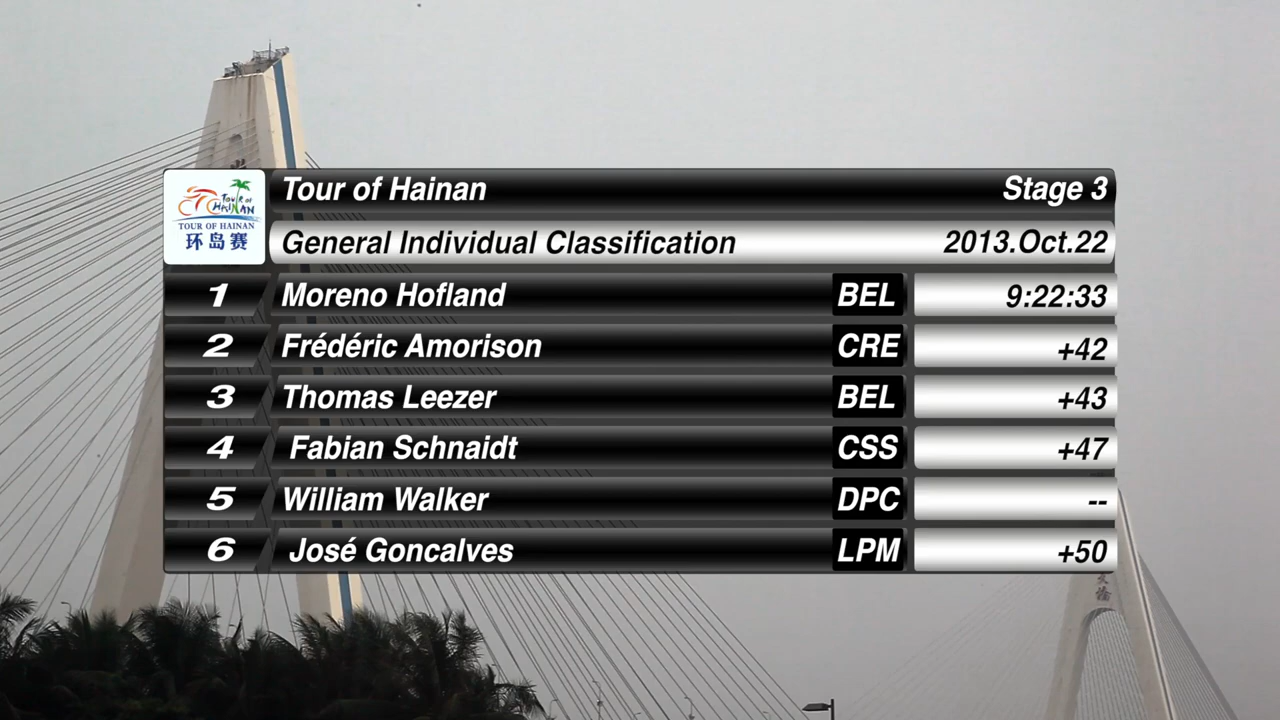 Tour of Hainan Stage 3
TOUR of HAINAN
TOUR OF HAINAN
环岛赛
General Individual Classification 2013.Oct.22
1 Moreno Hofland BEL 9:22:33
2 Frédéric Amorison CRE +42
3 Thomas Leezer BEL +43
4 Fabian Schnaidt CSS +47
5 William Walker DPC --
6 José Goncalves LPM +50